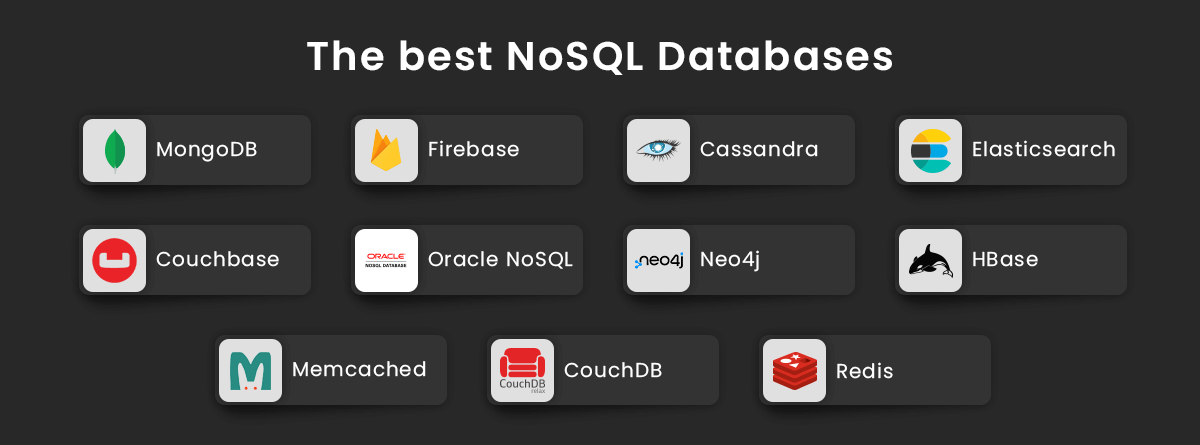 The best NoSQL Databases
MongoDB
Firebase
Cassandra
Elasticsearch
Couchbase
ORACLE
NOSQL DATABASE
Oracle NoSQL
neo4j
Neo4j
HBase
M
Memcached
CouchDB
relax
CouchDB
Redis